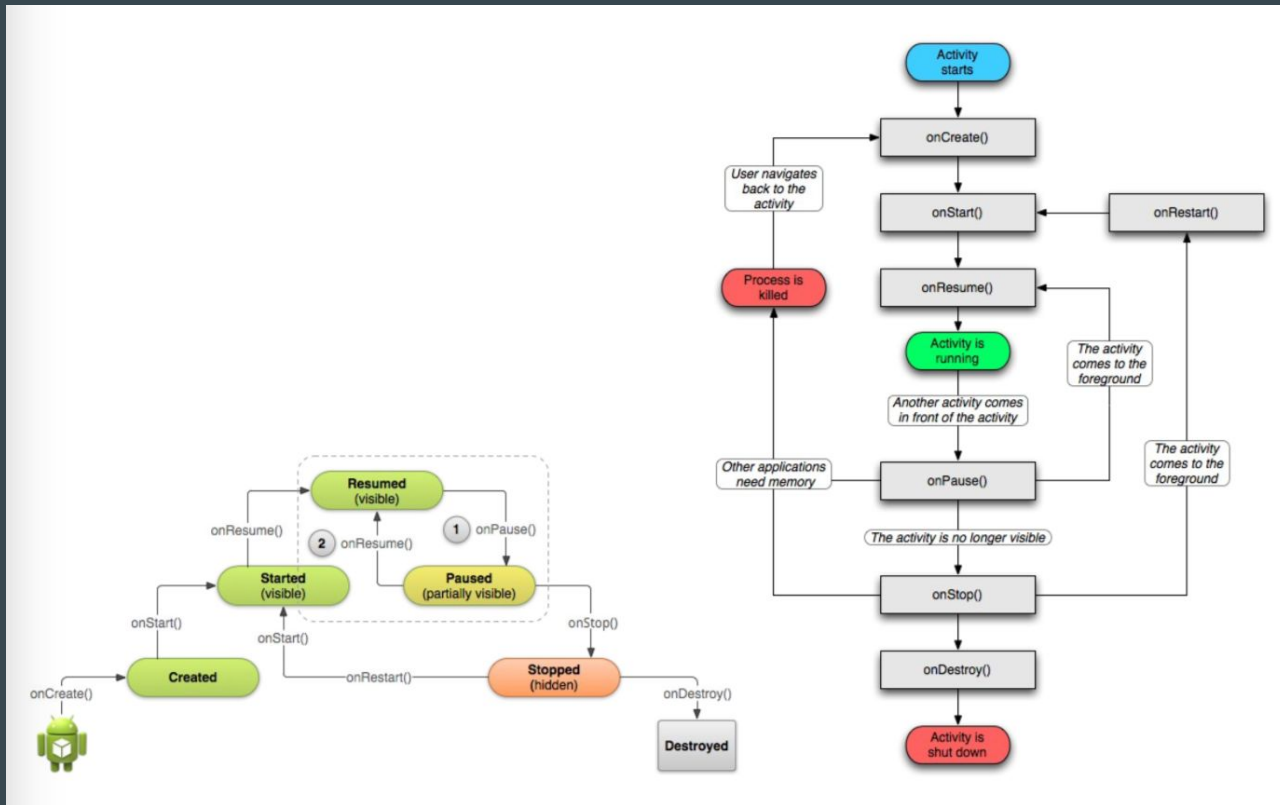 Resumed
(visible)
onResume()
1
onPause()
2
onResume()
Started
(visible)
Paused
(partially visible)
onStart()
onStart()
onStop()
Created
onRestart()
Stopped
(hidden)
onCreate()
onDestroy()
Destroyed
Activity
starts
onCreate()
User navigates
back to the
activity
onStart()
onRestart()
Process is
killed
onResume()
Activity is
running
The activity
comes to the
foreground
Another activity comes
in front of the activity
Other applications
need memory
onPause()
The activity
comes to the
foreground
The activity is no longer visible
onStop()
onDestroy()
Activity is
shut down